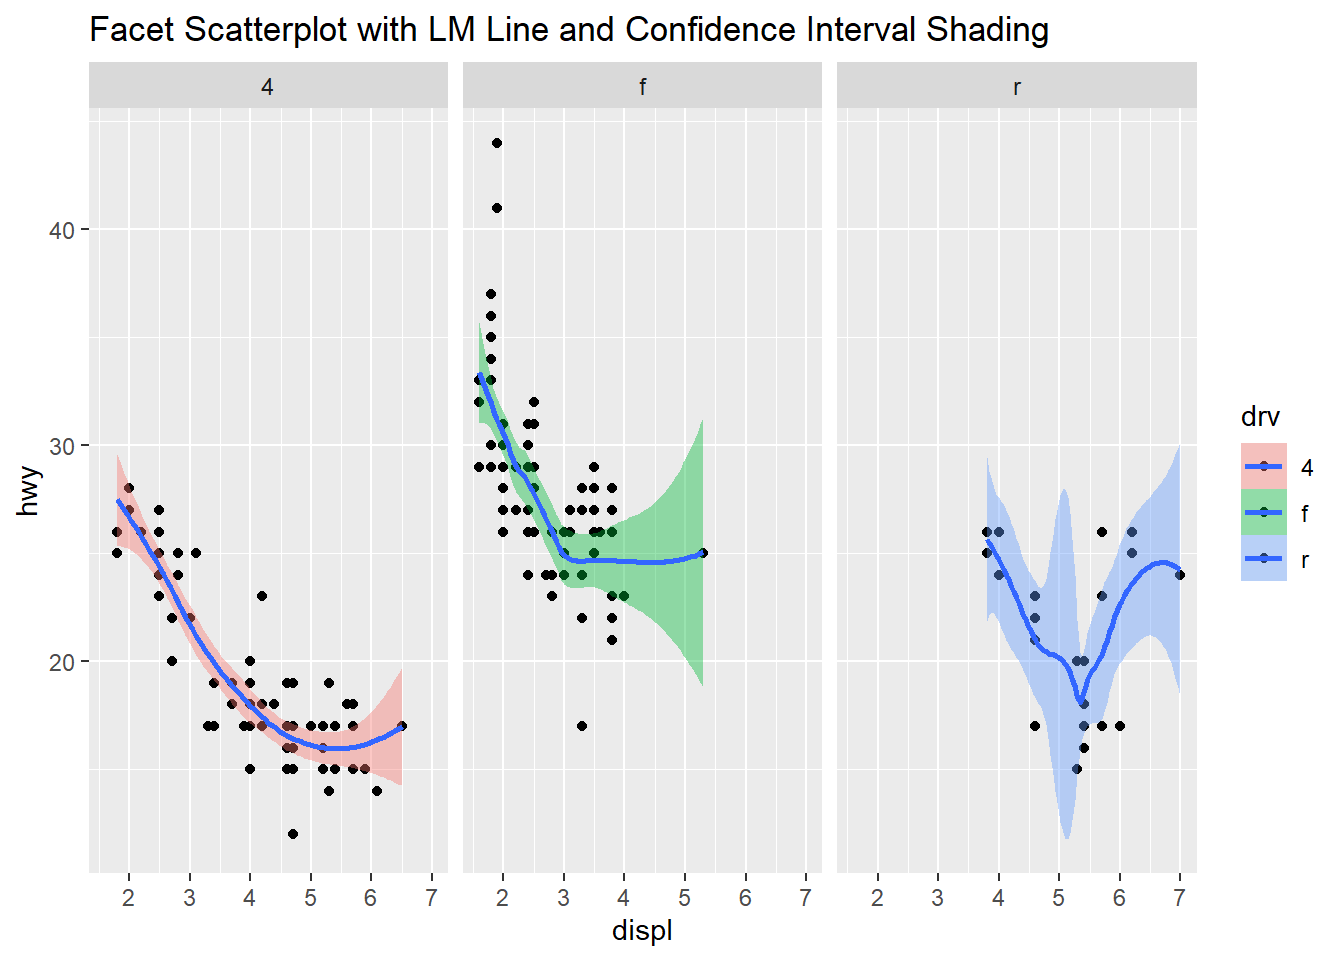 Facet Scatterplot with LM Line and Confidence Interval Shading
4 f r
40
30
20
hwy
2 3 4 5 6 7 2 3 4 5 6 7 2 3 4 5 6 7
displ
drv
4
f
r